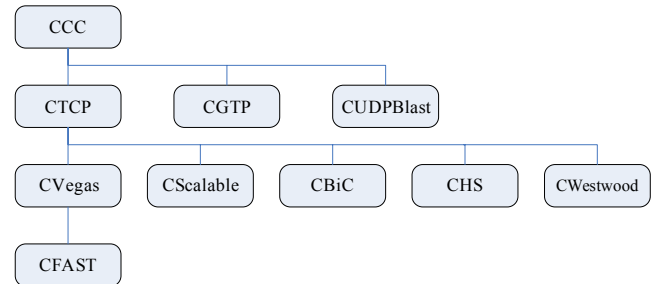 CCC
CTCP
CGTP
CUDPBlast
CVegas
CScalable
CBiC
CHS
CWestwood
CFAST